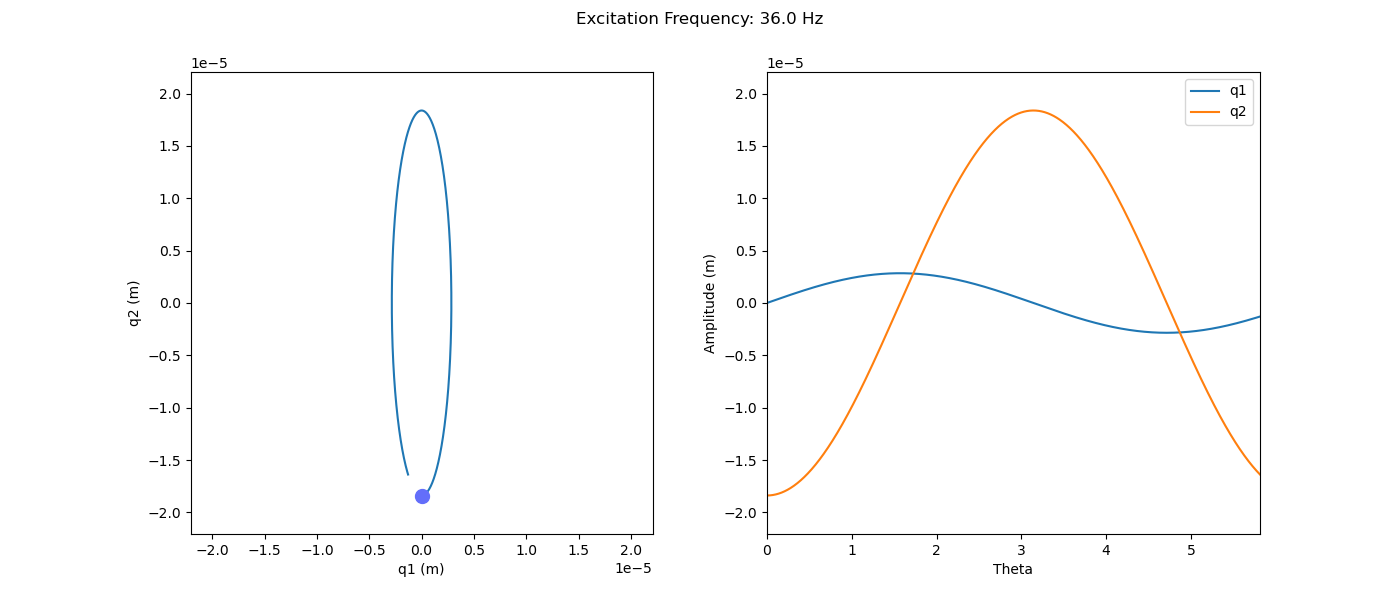 Excitation Frequency: 36.0 Hz
1e−5
2.0
1.5
1.0
0.5
0.0
−0.5
−1.0
−1.5
−2.0
q2 (m)
−2.0 −1.5 −1.0 −0.5 0.0 0.5 1.0 1.5 2.0
q1 (m)
1e−5
1e−5
2.0
1.5
1.0
0.5
0.0
−0.5
−1.0
−1.5
−2.0
Amplitude (m)
q1
q2
0 1 2 3 4 5
Theta